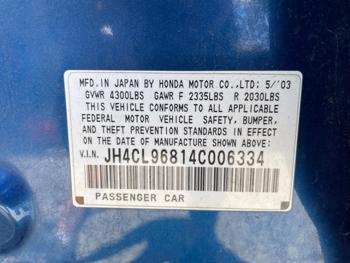 MFD. IN JAPAN BY HONDA MOTOR CO.,LTD: 5/'03
GVWR 4300LBS GAWR F 2335LBS R 2030LBS
THIS VEHICLE CONFORMS TO ALL APPLICABLE
FEDERAL MOTOR VEHICLE SAFETY, BUMPER,
AND THEFT PREVENTION STANDARDS IN EFFECT
ON THE DATE OF MANUFACTURE SHOWN ABOVE:
V.I.N. JH4CL96814C006334
PASSENGER CAR